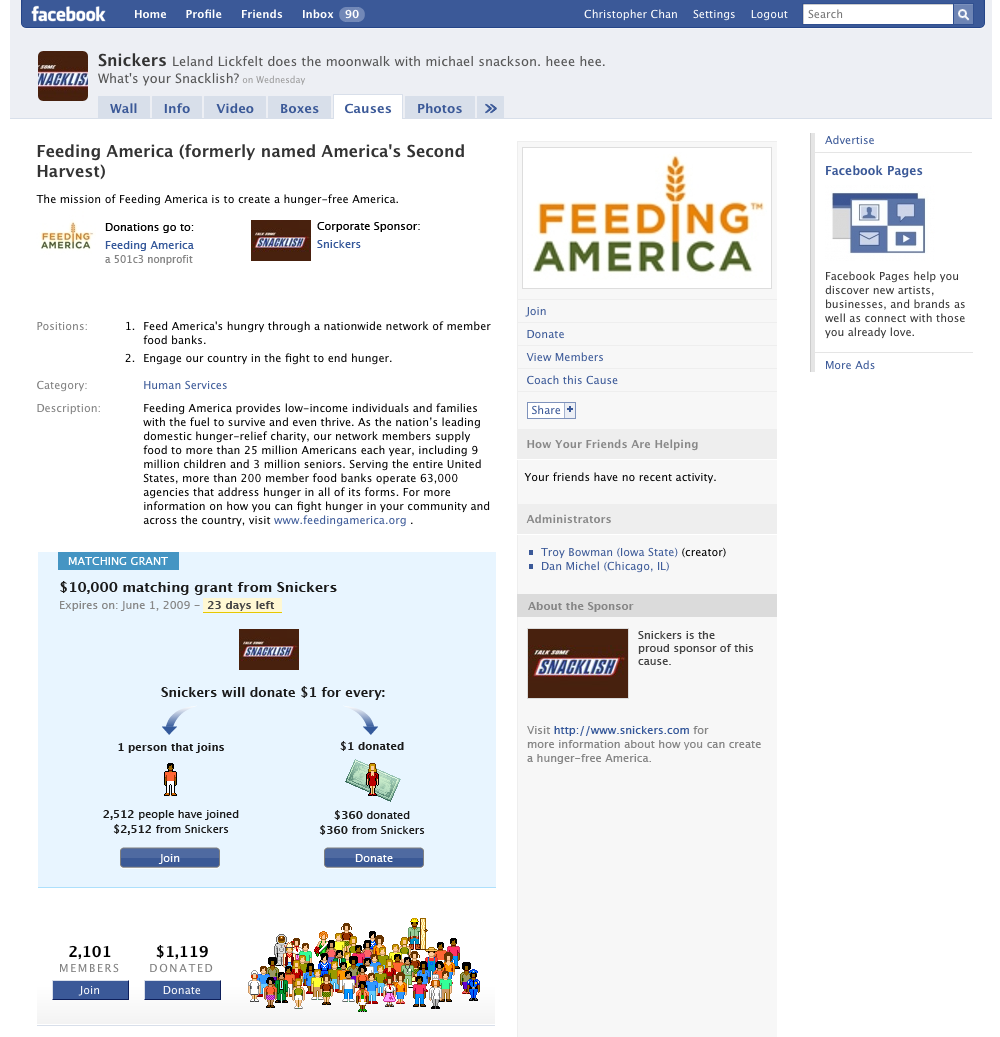 facebook Home Profile Friends Inbox 90 Christopher Chan Settings Logout Search
Snickers Leland Lickfelt does the moonwalk with michael snackson. heee hee.
What's your Snacklish? on Wednesday
Wall Info Video Boxes Causes Photos
Feeding America (formerly named America's Second
Harvest)
The mission of Feeding America is to create a hunger-free America.
FEEDING
AMERICA
Donations go to:
Feeding America
a 501c3 nonprofit
TALK SOME
SNACKLISH
Corporate Sponsor:
Snickers
Positions:
1. Feed America's hungry through a nationwide network of member
food banks.
2. Engage our country in the fight to end hunger.
Category: Human Services
Description: Feeding America provides low-income individuals and families
with the fuel to survive and even thrive. As the nation's leading
domestic hunger-relief charity, our network members supply
food to more than 25 million Americans each year, including 9
million children and 3 million seniors. Serving the entire United
States, more than 200 member food banks operate 63,000
agencies that address hunger in all of its forms. For more
information on how you can fight hunger in your community and
across the country, visit www.feedingamerica.org .
MATCHING GRANT
$10,000 matching grant from Snickers
Expires on: June 1, 2009 – 23 days left
TALK SOME
SNACKLISH
Snickers will donate $1 for every:
1 person that joins
2,512 people have joined
$2,512 from Snickers
Join
$1 donated
$360 donated
$360 from Snickers
Donate
2,101
MEMBERS
Join
$1,119
DONATED
Donate
FEEDING™
AMERICA
Join
Donate
View Members
Coach this Cause
Share +
How Your Friends Are Helping
Your friends have no recent activity.
Administrators
Troy Bowman (Iowa State) (creator)
Dan Michel (Chicago, IL)
About the Sponsor
TALK SOME
SNACKLISH
Snickers is the
proud sponsor of this
cause.
Visit http://www.snickers.com for
more information about how you can create
a hunger-free America.
Advertise
Facebook Pages
Facebook Pages help you
discover new artists,
businesses, and brands as
well as connect with those
you already love.
More Ads